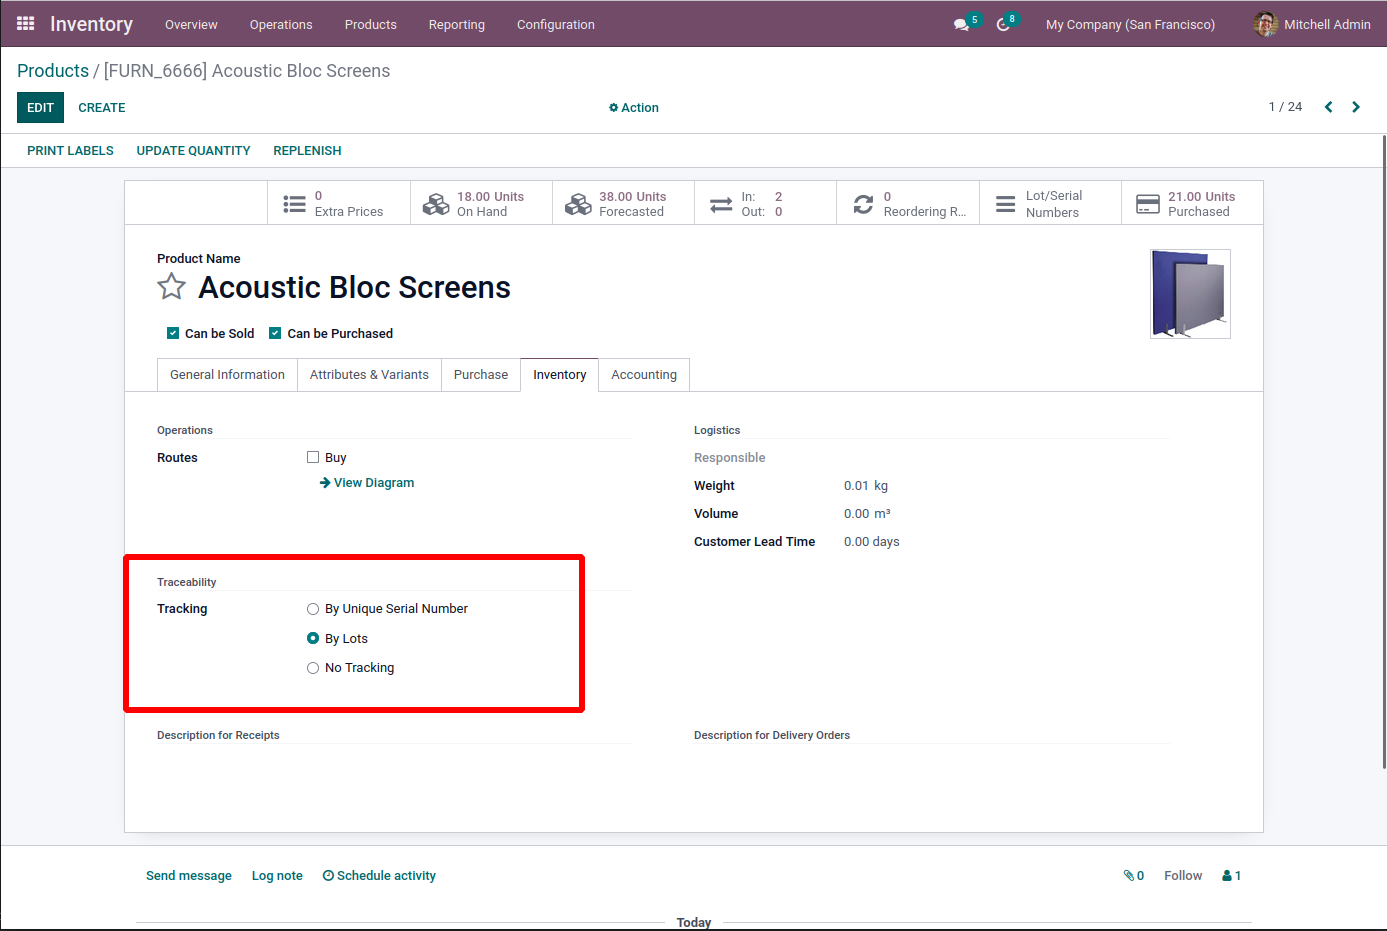 Inventory Overview Operations Products Reporting Configuration 5 8 My Company (San Francisco) Mitchell Admin
Products / [FURN_6666] Acoustic Bloc Screens
EDIT CREATE Action 1 / 24
PRINT LABELS UPDATE QUANTITY REPLENISH
0 18.00 Units 38.00 Units In: 2 0 Lot/Serial 21.00 Units
Extra Prices On Hand Forecasted Out: 0 Reordering R... Numbers Purchased
Product Name
Acoustic Bloc Screens
Can be Sold Can be Purchased
General Information Attributes & Variants Purchase Inventory Accounting
Operations Logistics
Routes Buy Responsible
View Diagram
Weight 0.01 kg
Volume 0.00 m³
Customer Lead Time 0.00 days
Traceability
Tracking By Unique Serial Number
By Lots
No Tracking
Description for Receipts Description for Delivery Orders
Send message Log note Schedule activity 0 Follow 1
Today